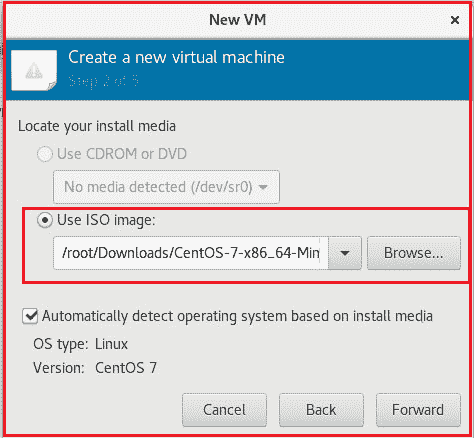 New VM
Create a new virtual machine
Step 2 of 5
Locate your install media
Use CDROM or DVD
No media detected (/dev/sr0)
Use ISO image:
/root/Downloads/CentOS-7-x86_64-Min
Browse...
Automatically detect operating system based on install media
OS type: Linux
Version: CentOS 7
Cancel Back Forward